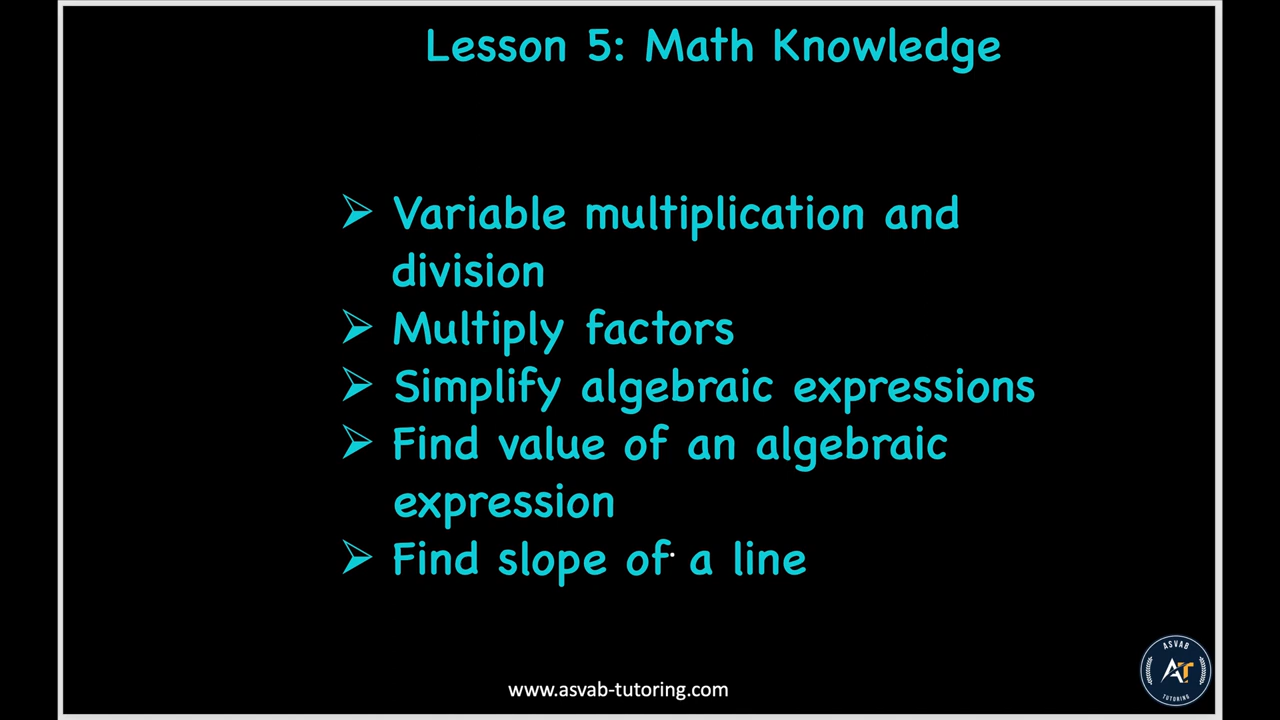 Lesson 5: Math Knowledge
➢ Variable multiplication and
division
➢ Multiply factors
➢ Simplify algebraic expressions
➢ Find value of an algebraic
expression
➢ Find slope of a line
www.asvab-tutoring.com
ASVAB
AT
TUTORING